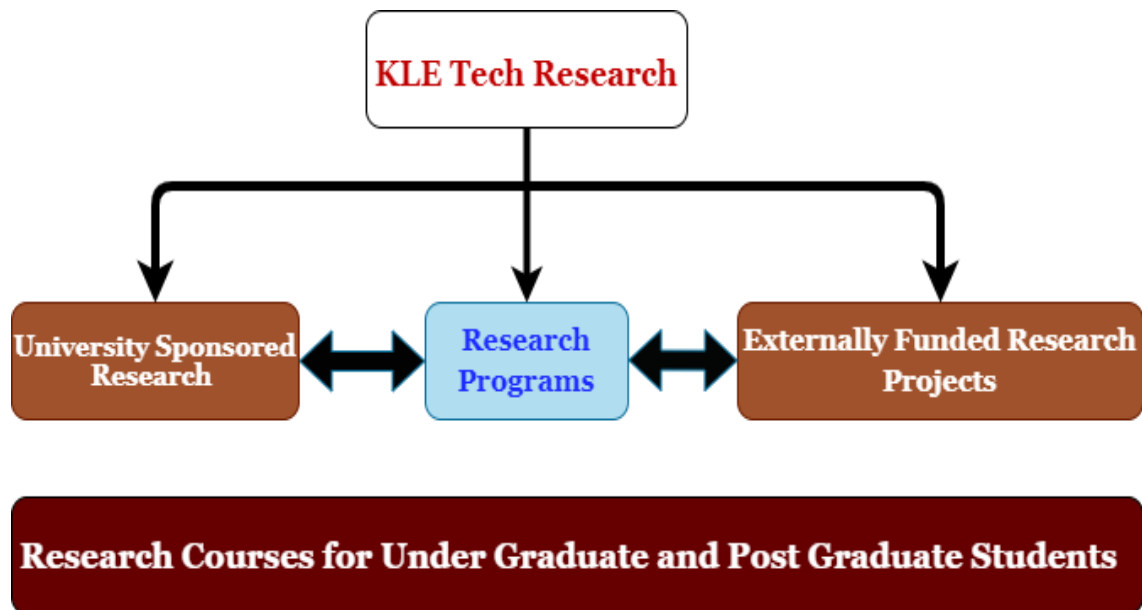 KLE Tech Research
University Sponsored
Research
Research
Programs
Externally Funded Research
Projects
Research Courses for Under Graduate and Post Graduate Students